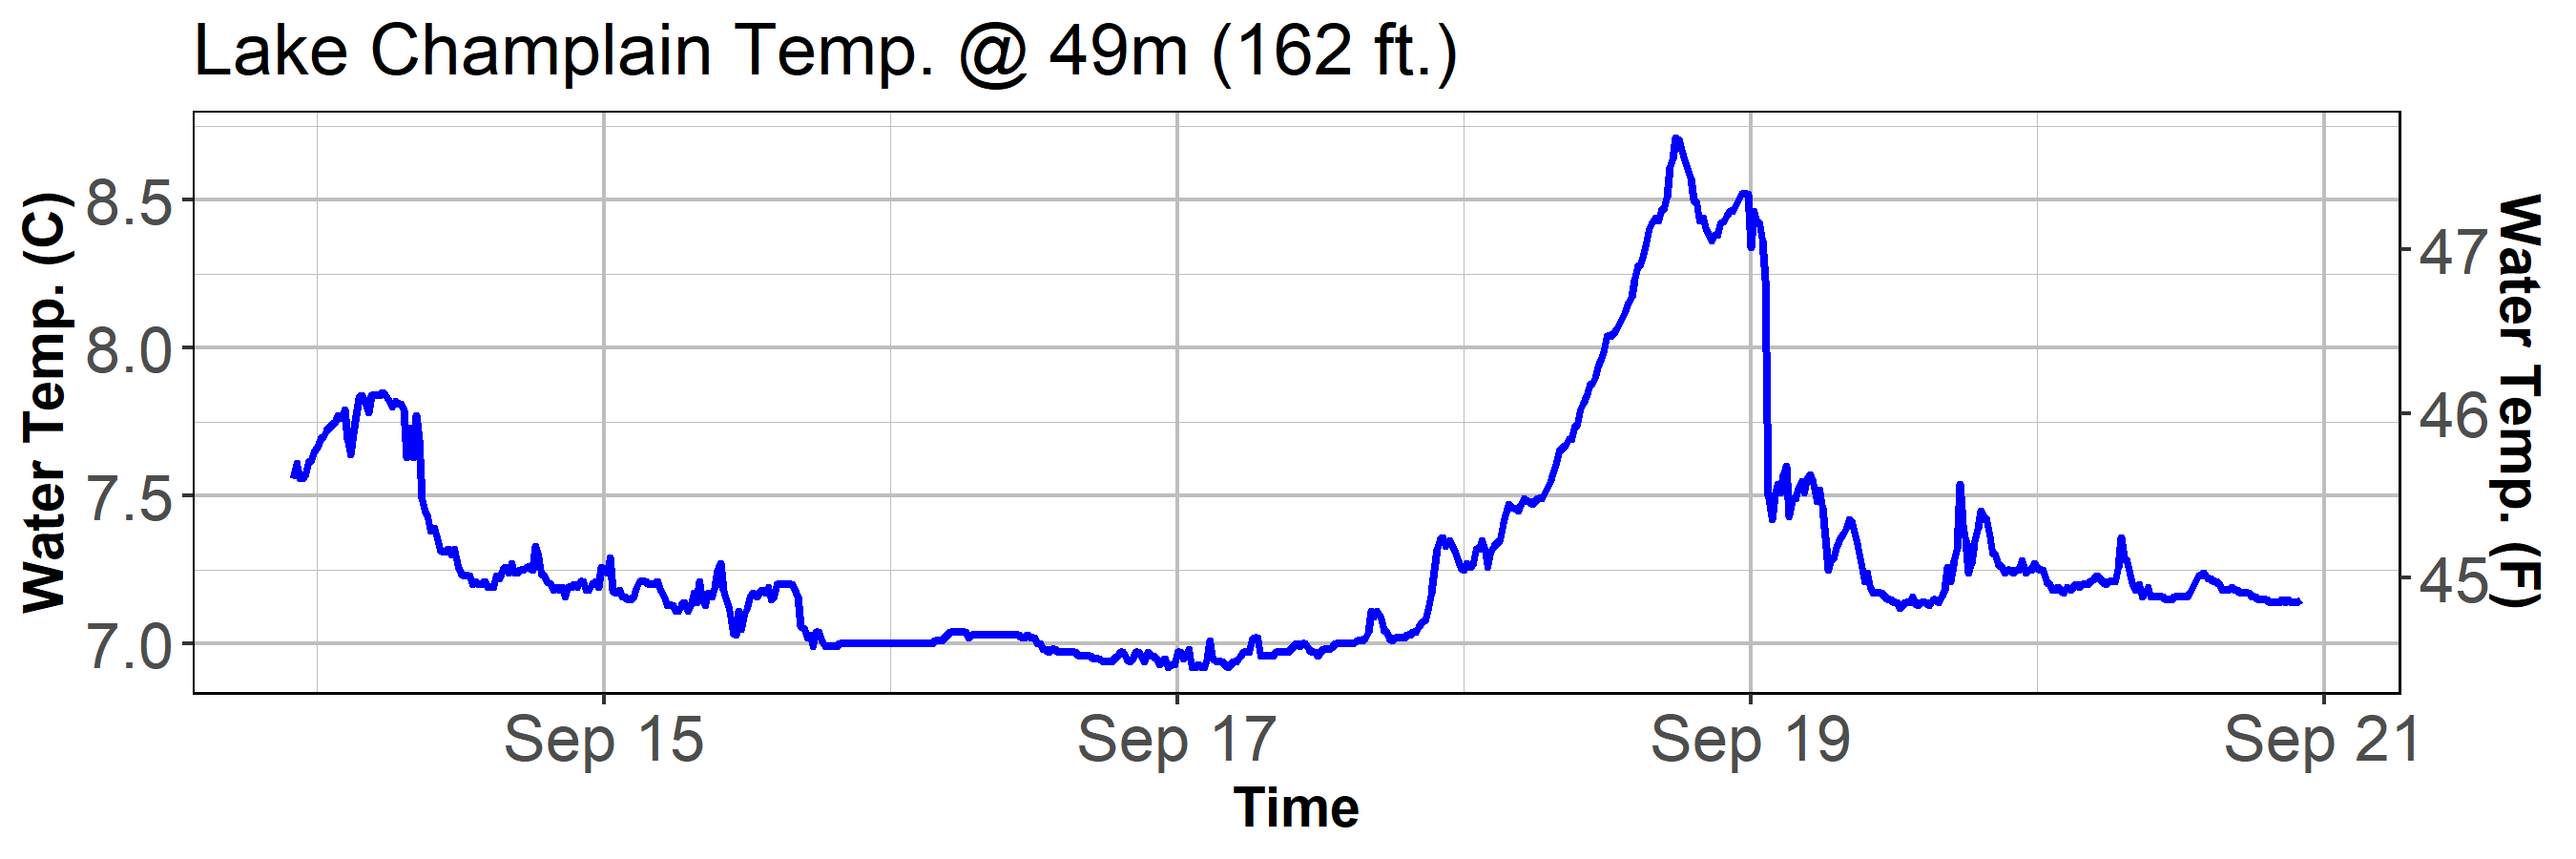 Lake Champlain Temp. @ 49m (162 ft.)
Water Temp. (C)
8.5
8.0
7.5
7.0
47
46
45
Water Temp. (F)
Sep 15 Sep 17 Sep 19 Sep 21
Time